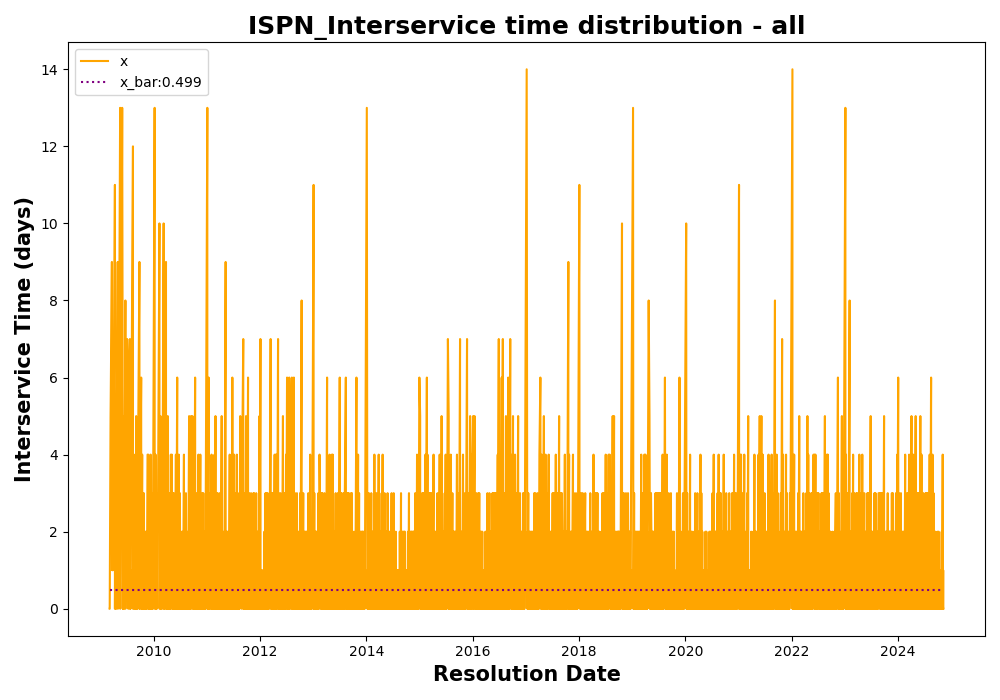 ISPN_Interservice time distribution - all
x
x_bar:0.499
Interservice Time (days)
14
12
10
8
6
4
2
0
2010 2012 2014 2016 2018 2020 2022 2024
Resolution Date